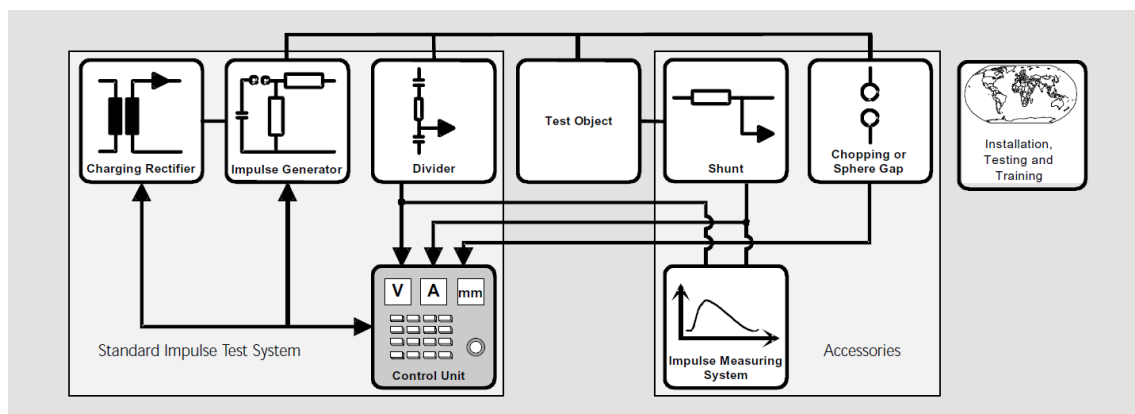 Charging Rectifier
Impulse Generator
Divider
Test Object
Shunt
Chopping or
Sphere Gap
Installation,
Testing and
Training
V
A
mm
Standard Impulse Test System
Control Unit
Impulse Measuring
System
Accessories